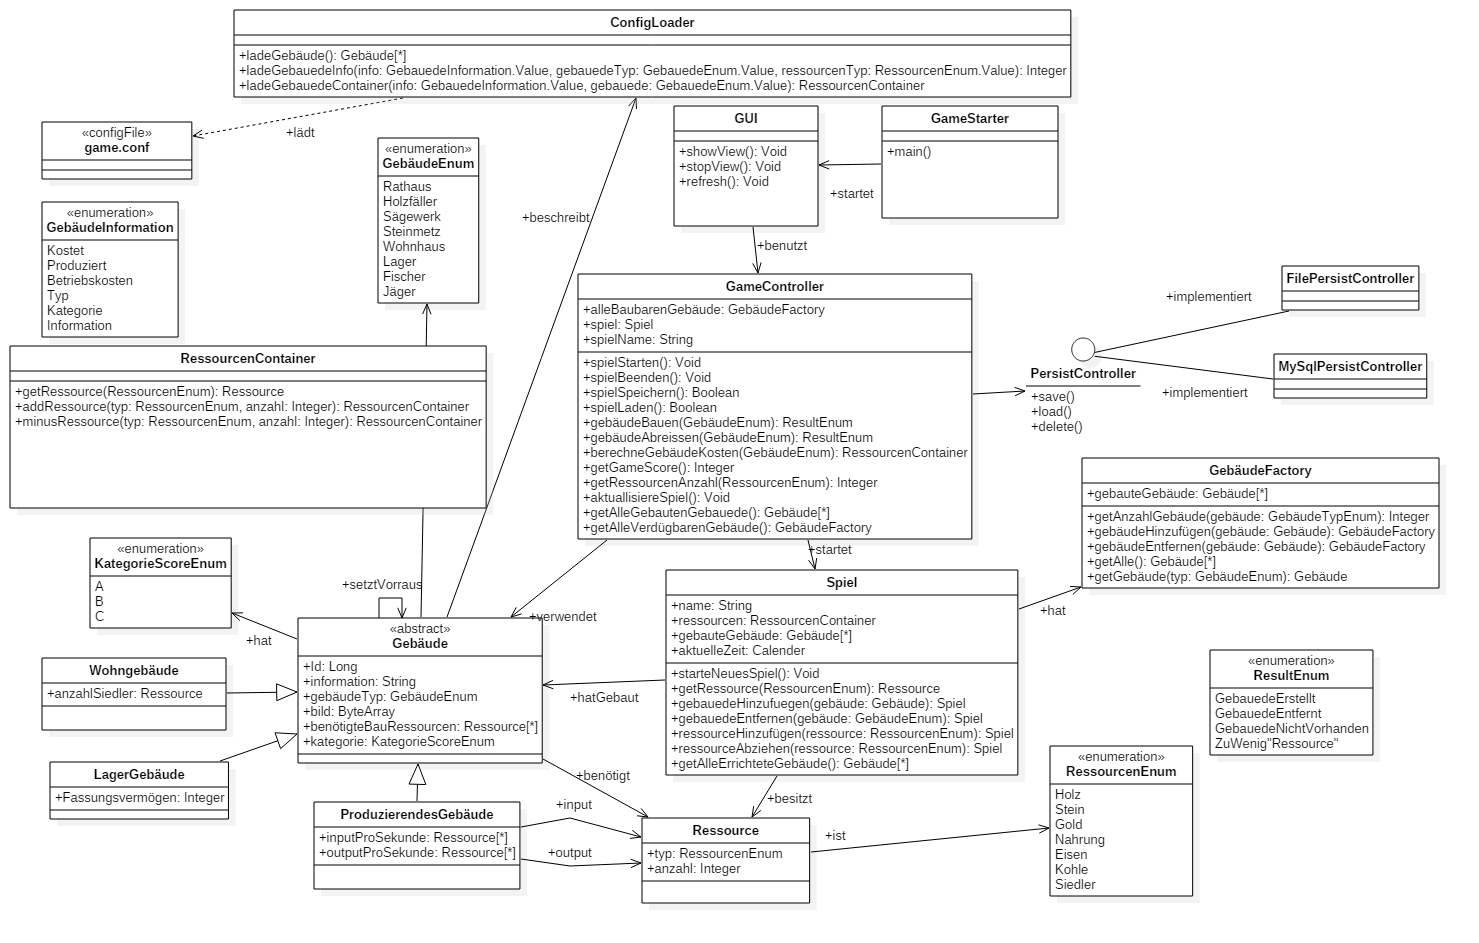 ConfigLoader
+ladeGebäude(): Gebäude[*]
+ladeGebauedeInfo(info: GebauedeInformation.Value, gebauedeTyp: GebauedeEnum.Value, ressourcenTyp: RessourcenEnum.Value): Integer
+ladeGebauedeContainer(info: GebauedeInformation.Value, gebauede: GebauedeEnum.Value): RessourcenContainer
+lädt
«configFile»
game.conf
«enumeration»
GebäudeEnum
Rathaus
Holzfäller
Sägewerk
Steinmetz
Wohnhaus
Lager
Fischer
Jäger
GUI
+showView(): Void
+stopView(): Void
+refresh(): Void
GameStarter
+main()
+startet
+beschreibt
+benutzt
«enumeration»
GebäudeInformation
Kostet
Produziert
Betriebskosten
Typ
Kategorie
Information
GameController
+alleBaubarenGebäude: GebäudeFactory
+spiel: Spiel
+spielName: String
+spielStarten(): Void
+spielBeenden(): Void
+spielSpeichern(): Boolean
+spielLaden(): Boolean
+gebäudeBauen(GebäudeEnum): ResultEnum
+gebäudeAbreissen(GebäudeEnum): ResultEnum
+berechneGebäudeKosten(GebäudeEnum): RessourcenContainer
+getGameScore(): Integer
+getRessourcenAnzahl(RessourcenEnum): Integer
+aktuallisiereSpiel(): Void
+getAlleGebautenGebauede(): Gebäude[*]
+getAlleVerdügbarenGebäude(): GebäudeFactory
FilePersistController
+implementiert
MySqlPersistController
+implementiert
PersistController
+save()
+load()
+delete()
RessourcenContainer
+getRessource(RessourcenEnum): Ressource
+addRessource(typ: RessourcenEnum, anzahl: Integer): RessourcenContainer
+minusRessource(typ: RessourcenEnum, anzahl: Integer): RessourcenContainer
GebäudeFactory
+gebauteGebäude: Gebäude[*]
+getAnzahlGebäude(gebäude: GebäudeTypEnum): Integer
+gebäudeHinzufügen(gebäude: Gebäude): GebäudeFactory
+gebäudeEntfernen(gebäude: Gebäude): GebäudeFactory
+getAlle(): Gebäude[*]
+getGebäude(typ: GebäudeEnum): Gebäude
«enumeration»
KategorieScoreEnum
A
B
C
+hat
+setztVorraus
+verwendet
+startet
Spiel
+name: String
+ressourcen: RessourcenContainer
+gebauteGebäude: Gebäude[*]
+aktuelleZeit: Calender
+starteNeuesSpiel(): Void
+getRessource(RessourcenEnum): Ressource
+gebauedeHinzufuegen(gebäude: Gebäude): Spiel
+gebauedeEntfernen(gebäude: GebäudeEnum): Spiel
+ressourceHinzufügen(ressource: RessourcenEnum): Spiel
+ressourceAbziehen(ressource: RessourcenEnum): Spiel
+getAlleErrichteteGebäude(): Gebäude[*]
+hat
«abstract»
Gebäude
+Id: Long
+information: String
+gebäudeTyp: GebäudeEnum
+bild: ByteArray
+benötigteBauRessourcen: Ressource[*]
+kategorie: KategorieScoreEnum
+hatGebaut
Wohngebäude
+anzahlSiedler: Ressource
LagerGebäude
+Fassungsvermögen: Integer
«enumeration»
ResultEnum
GebauedeErstellt
GebauedeEntfernt
GebauedeNichtVorhanden
ZuWenig"Ressource"
ProduzierendesGebäude
+inputProSekunde: Ressource[*]
+outputProSekunde: Ressource[*]
+benötigt
+input
+output
+besitzt
Ressource
+typ: RessourcenEnum
+anzahl: Integer
+ist
«enumeration»
RessourcenEnum
Holz
Stein
Gold
Nahrung
Eisen
Kohle
Siedler